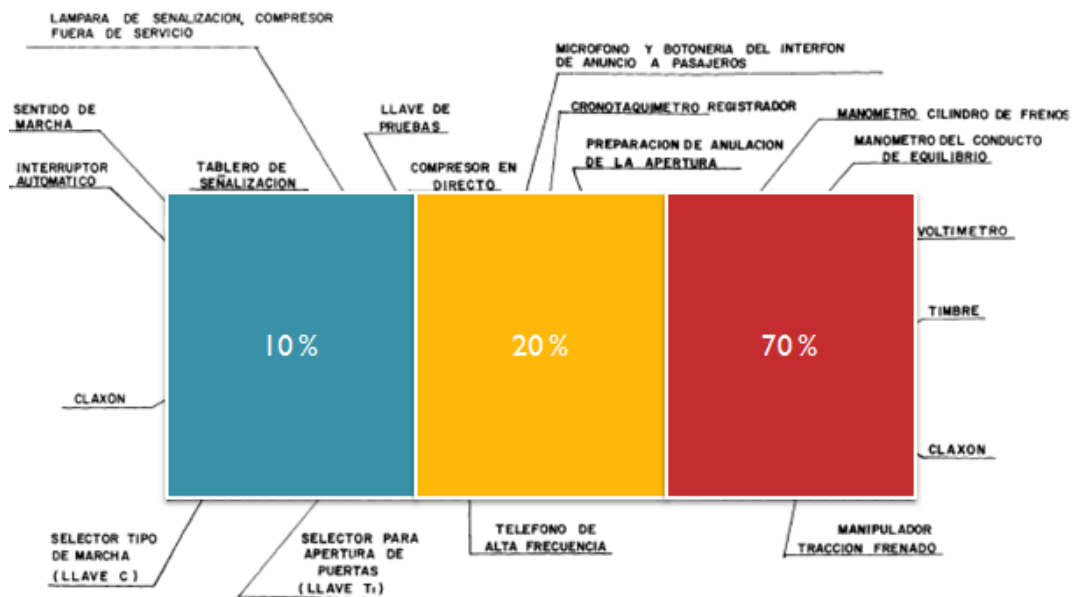 LAMPARA DE SENALIZACION, COMPRESOR
FUERA DE SERVICIO
MICROFONO Y BOTONERIA DEL INTERFON
DE ANUNCIO A PASAJEROS
SENTIDO DE
MARCHA
LLAVE DE
PRUEBAS
CRONOTAQUIMETRO REGISTRADOR
MANOMETRO CILINDRO DE FRENOS
INTERRUPTOR
AUTOMATICO
TABLERO DE
SEÑALIZACION
COMPRESOR EN
DIRECTO
PREPARACION DE ANULACION
DE LA APERTURA
MANOMETRO DEL CONDUCTO
DE EQUILIBRIO
VOLTIMETRO
TIMBRE
10 %
20 %
70 %
CLAXON
CLAXON
SELECTOR TIPO
DE MARCHA
(LLAVE C)
SELECTOR PARA
APERTURA DE
PUERTAS
(LLAVE T1)
TELEFONO DE
ALTA FRECUENCIA
MANIPULADOR
TRACCION FRENADO